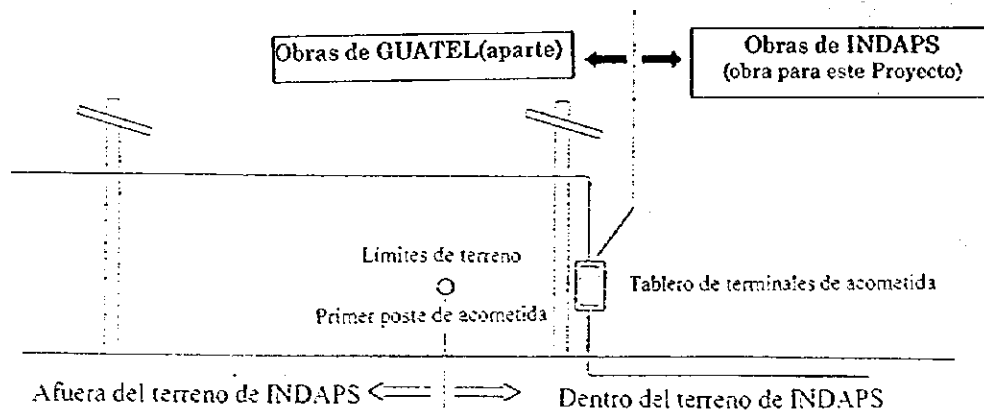 Obras de GUATEL(aparte)
Obras de INDAPS
(obra para este Proyecto)
Límites de terreno
Primer poste de acometida
Tablero de terminales de acometida
Afuera del terreno de INDAPS
Dentro del terreno de INDAPS